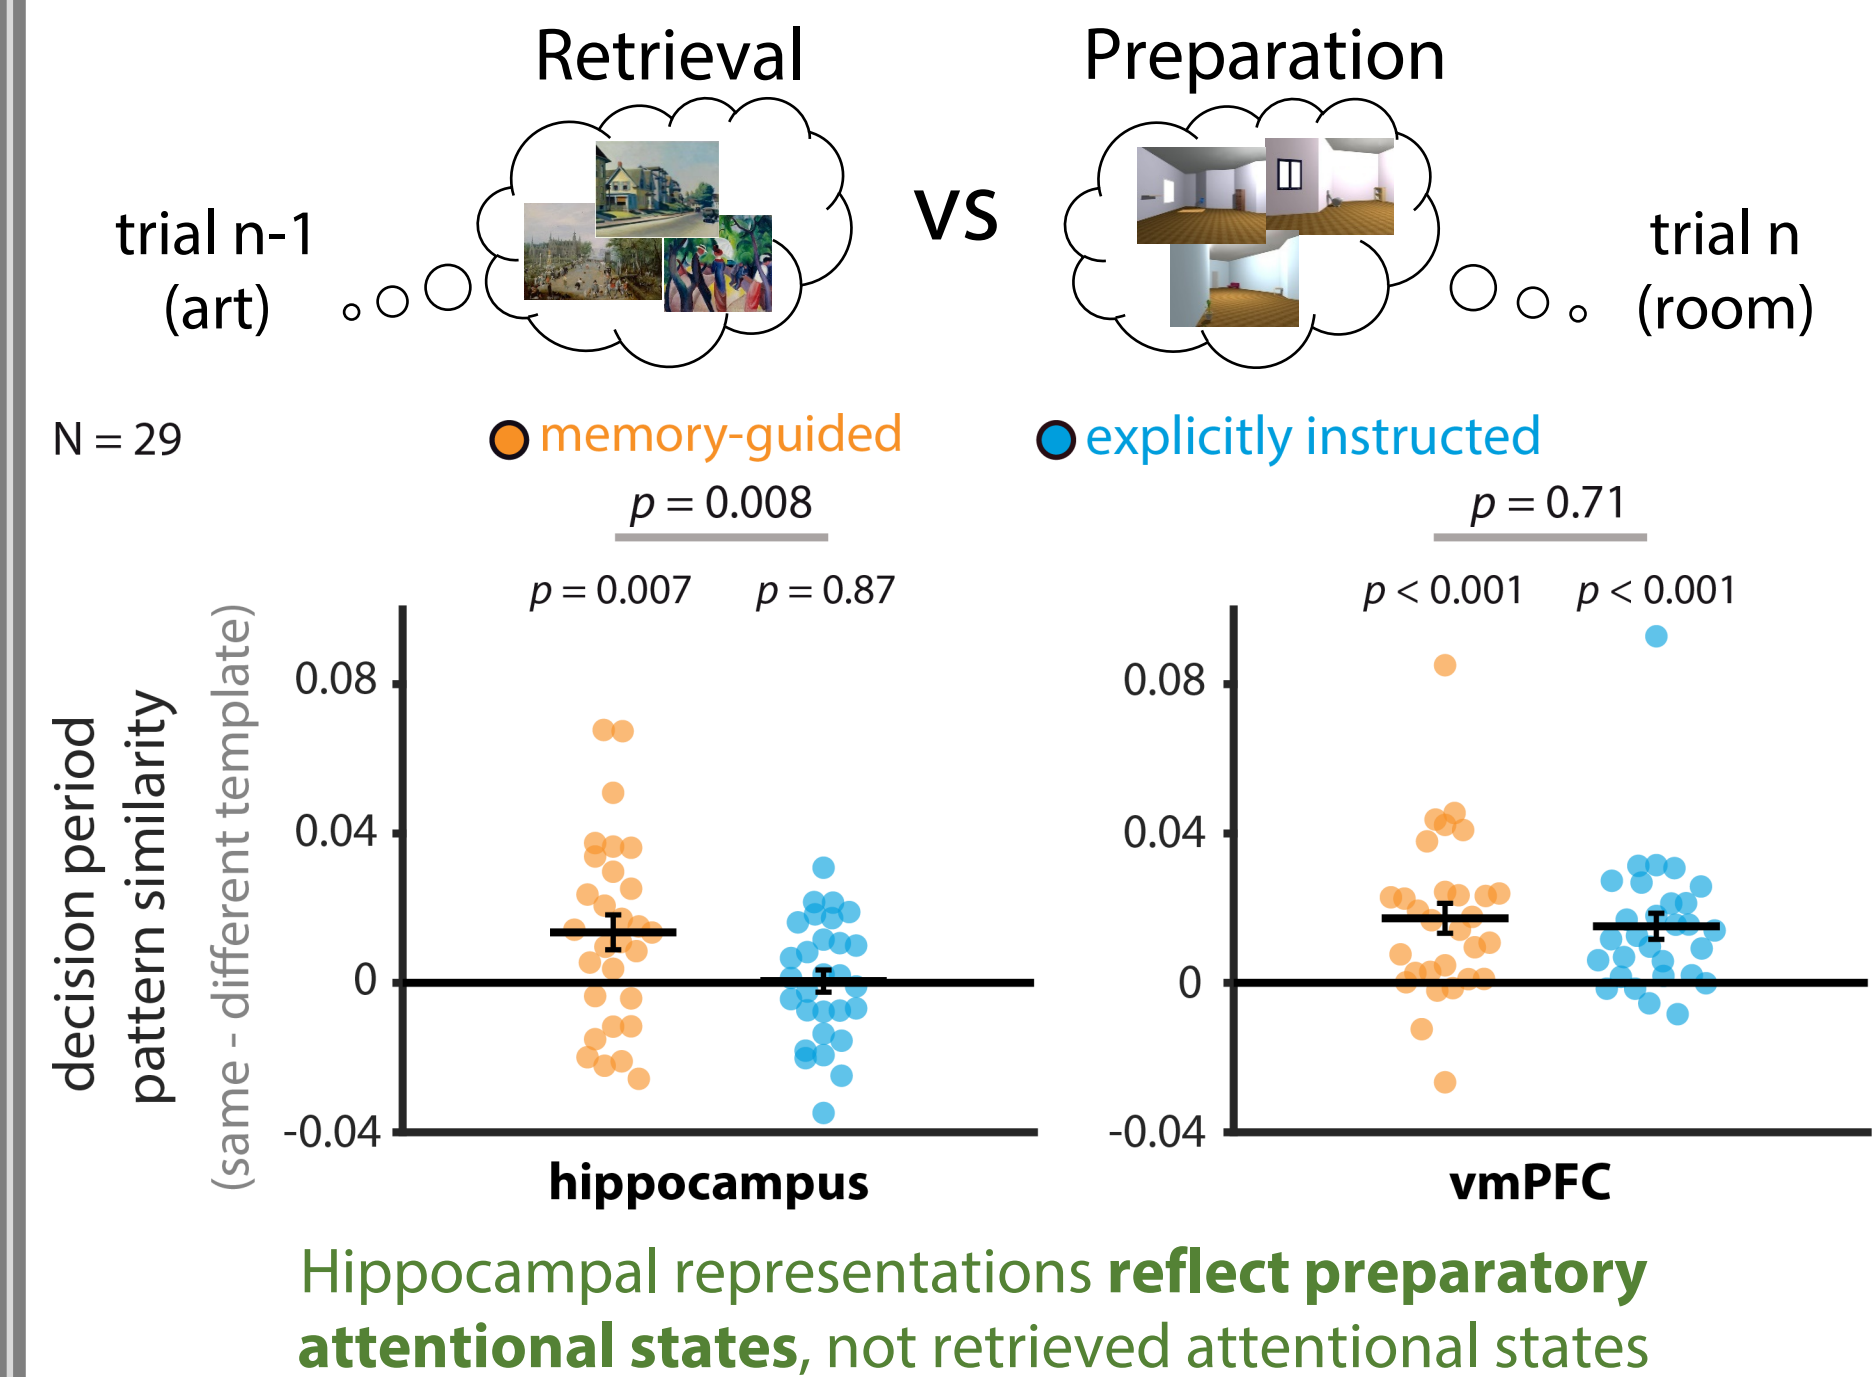 Retrieval
Preparation
vs
trial n-1
(art)
trial n
(room)
N = 29
memory-guided
explicitly instructed
p = 0.008
p = 0.71
p = 0.007
p = 0.87
p < 0.001
p < 0.001
decision period
pattern similarity
(same - different template)
0.08
0.04
0
-0.04
0.08
0.04
0
-0.04
hippocampus
vmPFC
Hippocampal representations reflect preparatory
attentional states, not retrieved attentional states